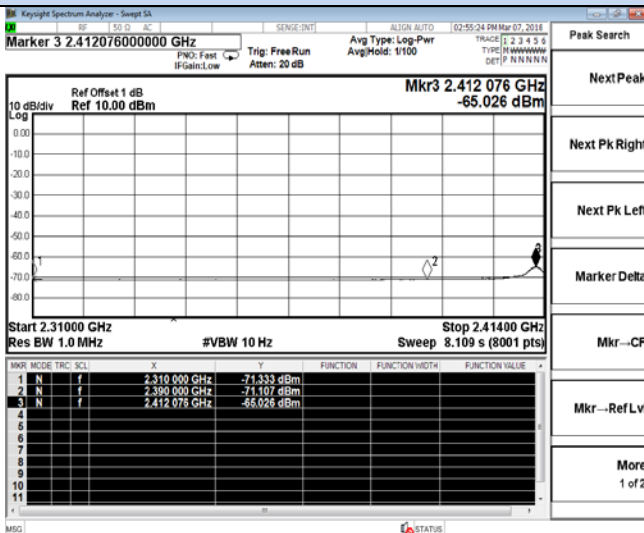 Keysight Spectrum Analyzer - Swept SA
RF 50 Ω AC SENSE:INT ALIGN AUTO 02:55:24 PM Mar 07, 2018
Marker 3 2.412076000000 GHz
PNO: Fast
IFGain:Low
Trig: Free Run
Atten: 20 dB
Avg Type: Log-Pwr
Avg|Hold: 1/100
TRACE 1 2 3 4 5 6
TYPE MWWWWW
DET P NNNNN
Peak Search
Next Peak
Next Pk Right
Next Pk Left
Marker Delta
Mkr→CF
Mkr→Ref Lvl
More
1 of 2
Ref Offset 1 dB
10 dB/div Ref 10.00 dBm
Log
Mkr3 2.412 076 GHz
-65.026 dBm
0.00
-10.0
-20.0
-30.0
-40.0
-50.0
-60.0
-70.0
-80.0
1
2
3
Start 2.31000 GHz Stop 2.41400 GHz
Res BW 1.0 MHz #VBW 10 Hz Sweep 8.109 s (8001 pts)
MKR MODE TRC SCL X Y FUNCTION FUNCTION WIDTH FUNCTION VALUE
1 N f 2.310 000 GHz -71.333 dBm
2 N f 2.390 000 GHz -71.107 dBm
3 N f 2.412 076 GHz -65.026 dBm
4
5
6
7
8
9
10
11
MSG STATUS